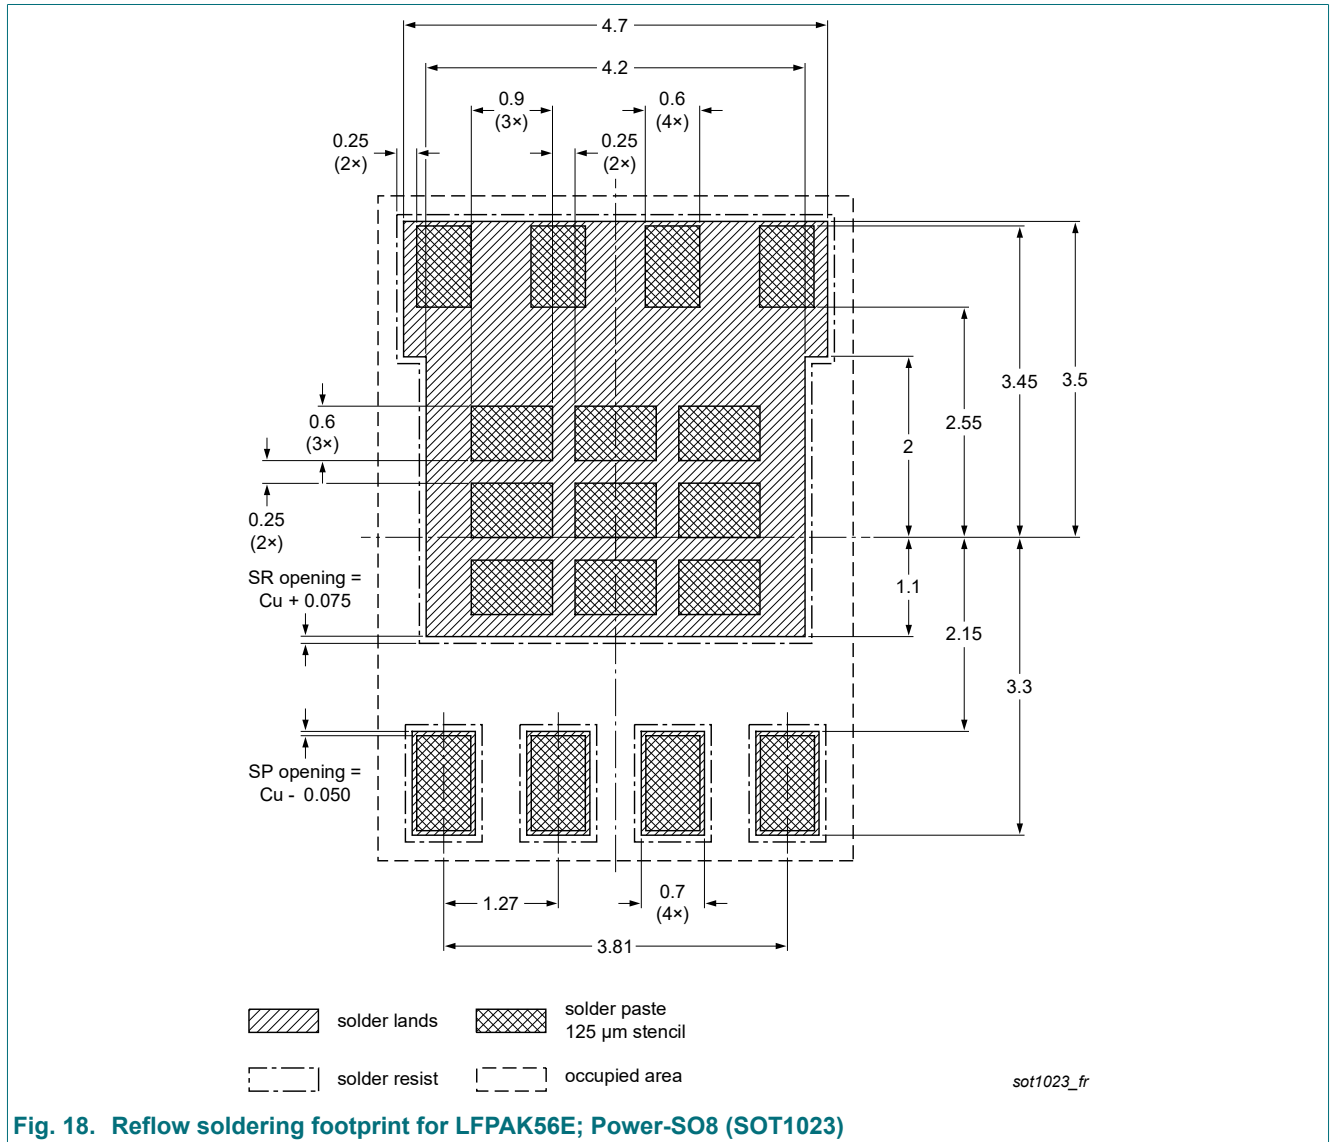 4.7
4.2
0.9
(3×)
0.6
(4×)
0.25
(2×)
0.25
(2×)
3.45
3.5
2.55
2
0.6
(3×)
0.25
(2×)
SR opening =
Cu + 0.075
1.1
2.15
3.3
SP opening =
Cu - 0.050
1.27
0.7
(4×)
3.81
solder lands
solder paste
125 µm stencil
solder resist
occupied area
sot1023_fr
Fig. 18. Reflow soldering footprint for LFPAK56E; Power-SO8 (SOT1023)